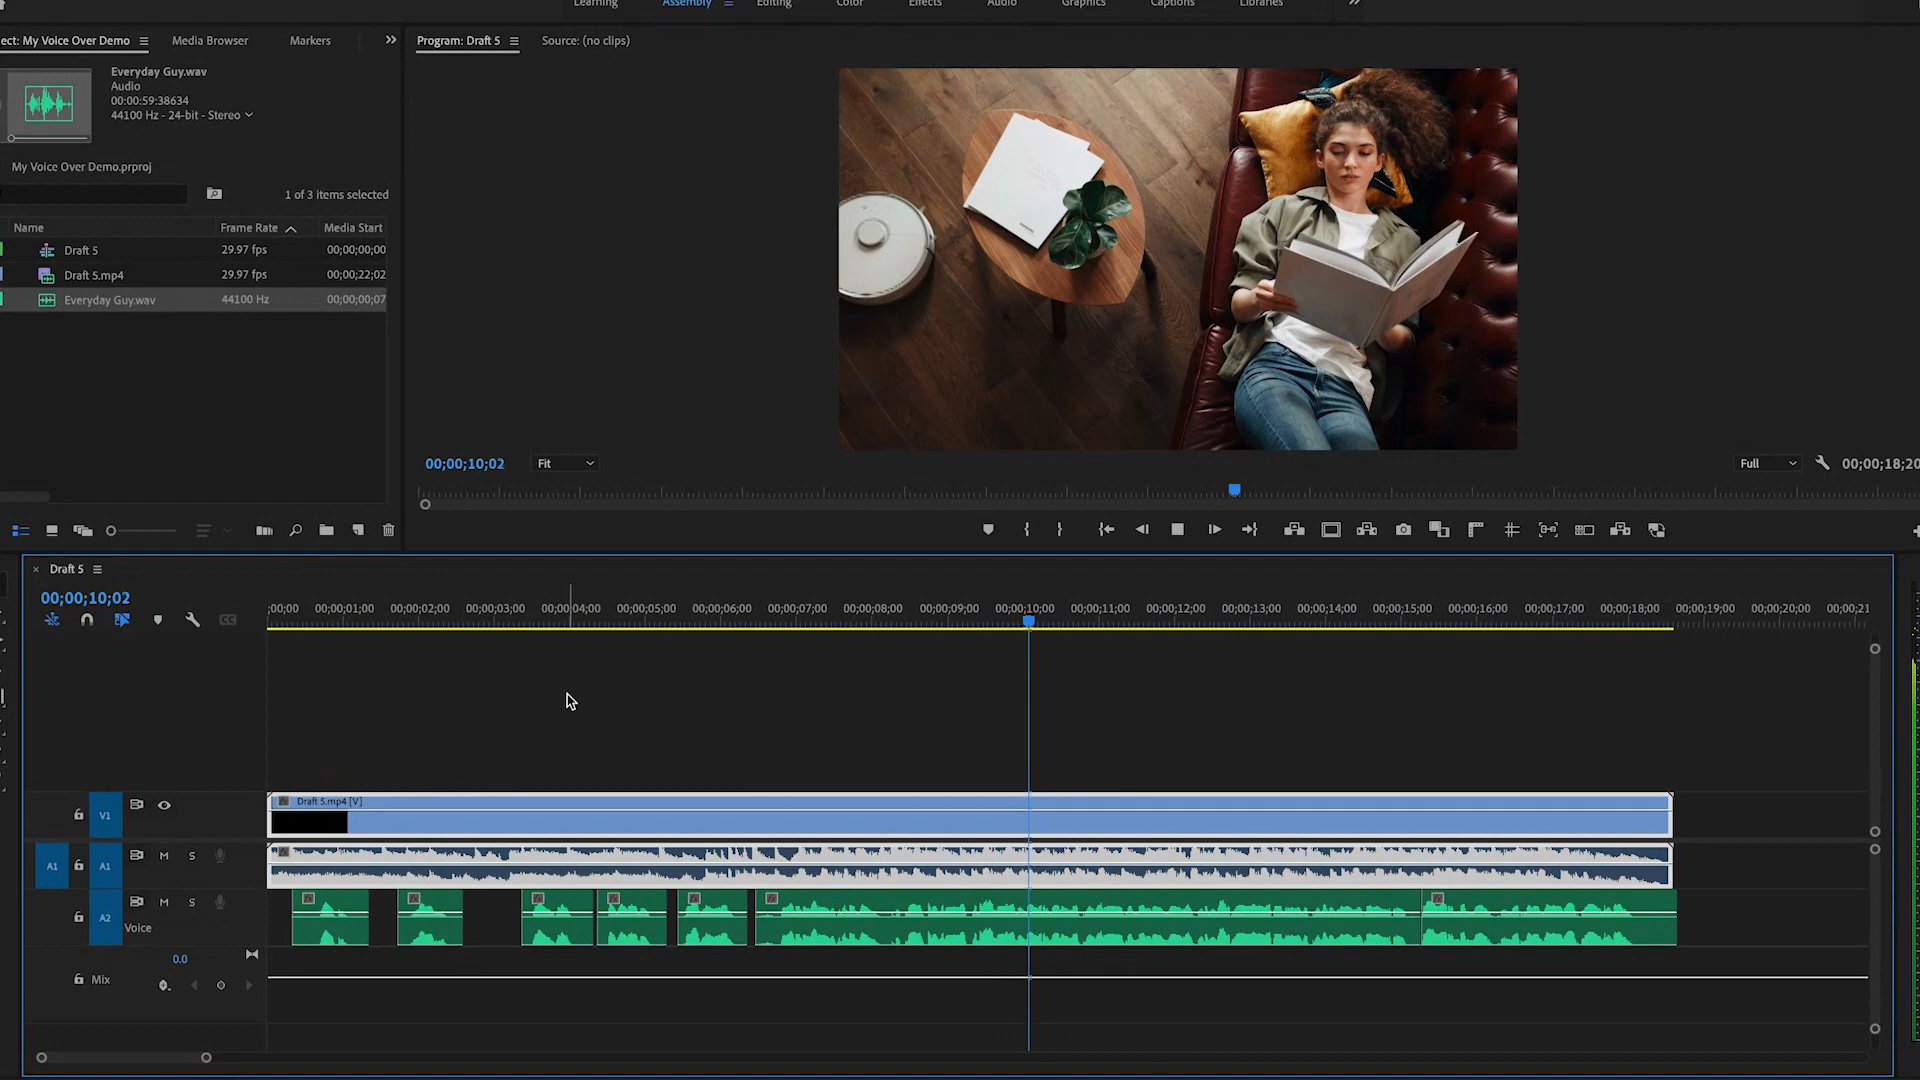 Learning Assembly Editing Color Effects Audio Graphics Captions Libraries
ect: My Voice Over Demo Media Browser Markers
Program: Draft 5 Source: (no clips)
Everyday Guy.wav
Audio
00:00:59:38634
44100 Hz - 24-bit - Stereo
My Voice Over Demo.prproj
1 of 3 items selected
Name Frame Rate Media Start
Draft 5 29.97 fps 00;00;00;00
Draft 5.mp4 29.97 fps 00;00;22;02
Everyday Guy.wav 44100 Hz 00;00;00;07
00;00;10;02 Fit Full 00;00;18;20
Draft 5
00;00;10;02
;00;00 00;00;01;00 00;00;02;00 00;00;03;00 00;00;04;00 00;00;05;00 00;00;06;00 00;00;07;00 00;00;08;00 00;00;09;00 00;00;10;00 00;00;11;00 00;00;12;00 00;00;13;00 00;00;14;00 00;00;15;00 00;00;16;00 00;00;17;00 00;00;18;00 00;00;19;00 00;00;20;00 00;00;21
V1 Draft 5.mp4 [V]
A1 A1 M S
A2 M S
Voice
0.0
Mix